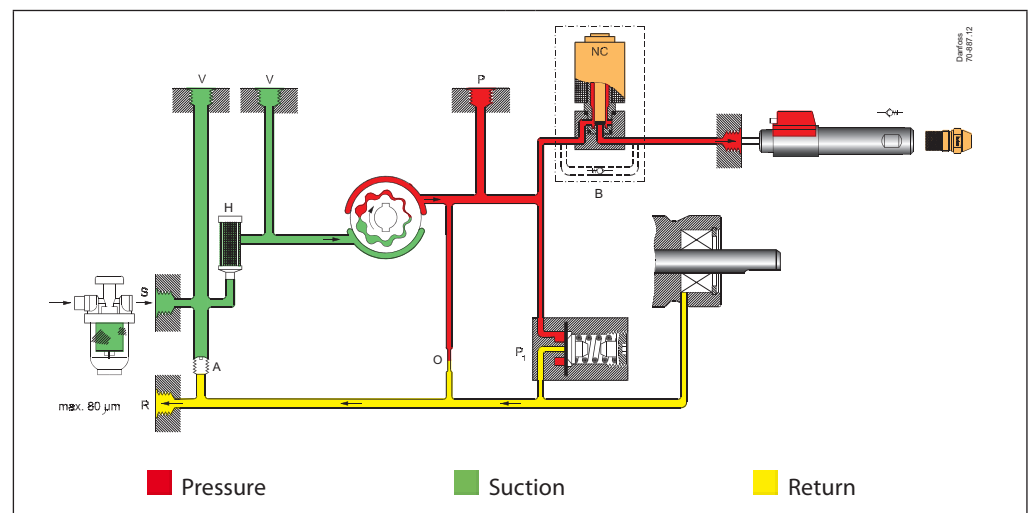 Danfoss
70-887.12
NC
V
V
P
I/O
B
H
S
P1
O
A
max. 80 µm
R
Pressure
Suction
Return